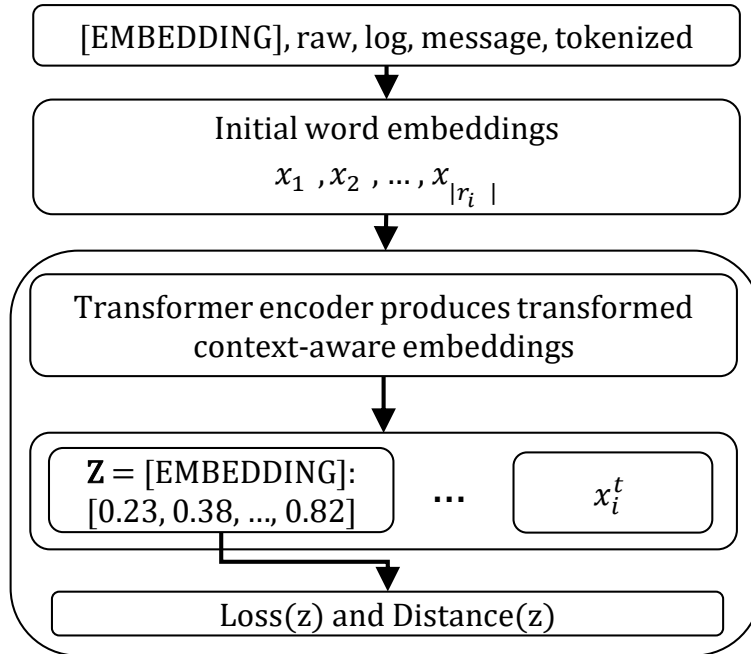 [EMBEDDING], raw, log, message, tokenized
Initial word embeddings
x₁ , x₂ , ... , x|rᵢ |
Transformer encoder produces transformed
context-aware embeddings
Z = [EMBEDDING]:
[0.23, 0.38, ..., 0.82]
...
xᵢᵗ
Loss(z) and Distance(z)